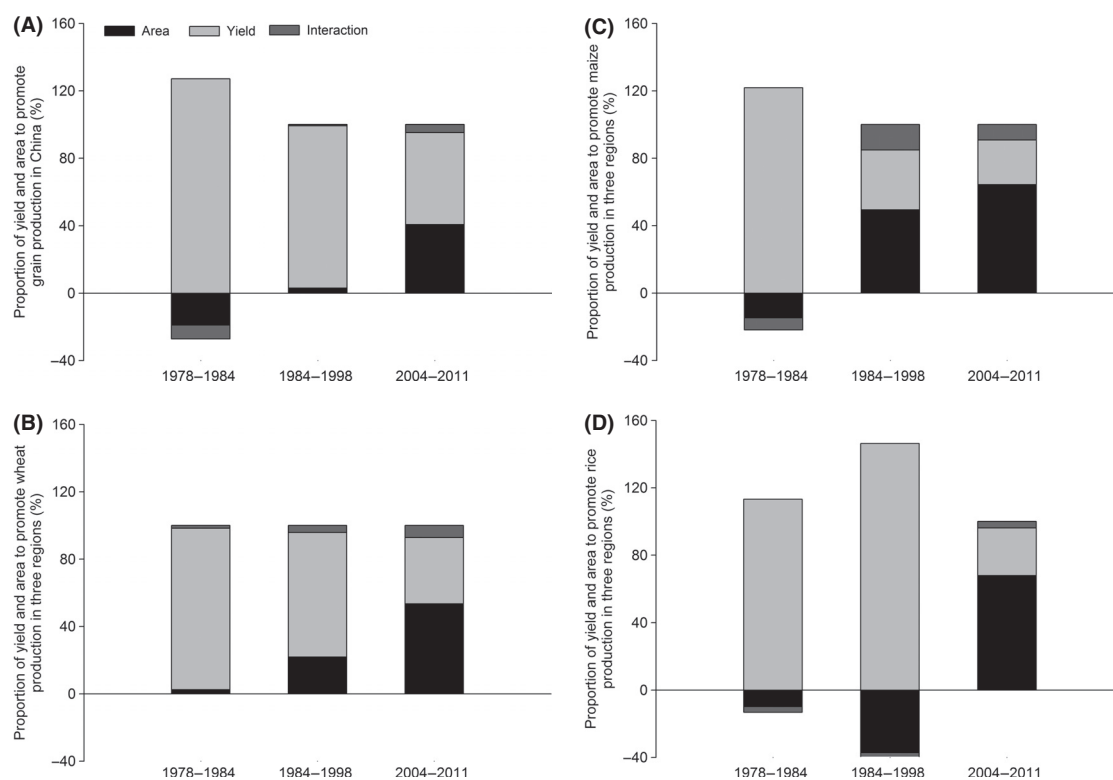 (A)
Area Yield Interaction
Proportion of yield and area to promote
grain production in China (%)
160
120
80
40
0
–40
1978–1984 1984–1998 2004–2011
(C)
Proportion of yield and area to promote maize
production in three regions (%)
160
120
80
40
0
–40
1978–1984 1984–1998 2004–2011
(B)
Proportion of yield and area to promote wheat
production in three regions (%)
160
120
80
40
0
–40
1978–1984 1984–1998 2004–2011
(D)
Proportion of yield and area to promote rice
production in three regions (%)
160
120
80
40
0
–40
1978–1984 1984–1998 2004–2011